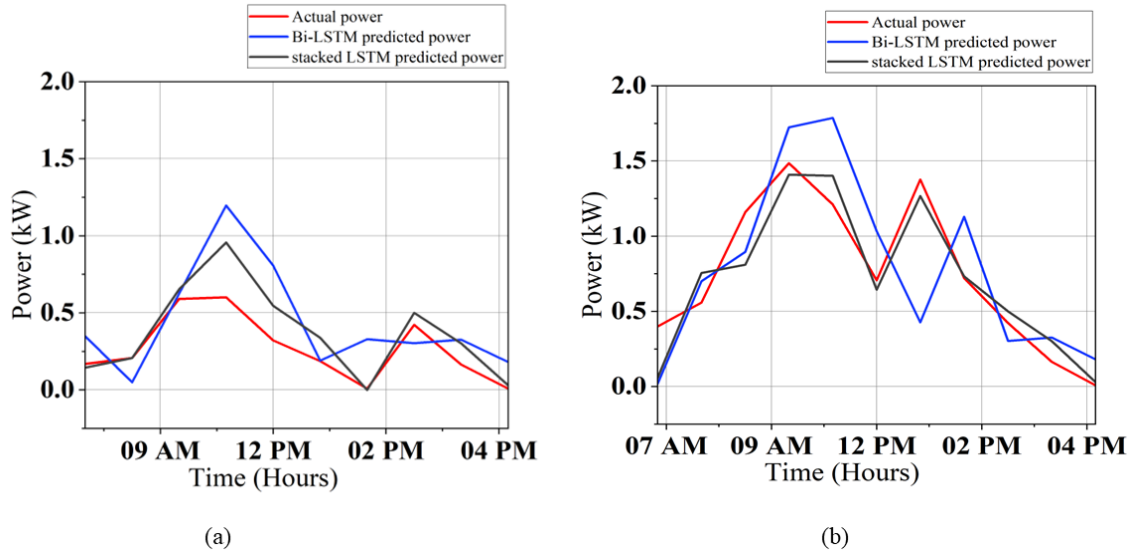 Actual power
Bi-LSTM predicted power
stacked LSTM predicted power
2.0
1.5
1.0
0.5
0.0
Power (kW)
09 AM 12 PM 02 PM 04 PM
Time (Hours)
(a)
Actual power
Bi-LSTM predicted power
stacked LSTM predicted power
2.0
1.5
1.0
0.5
0.0
Power (kW)
07 AM 09 AM 12 PM 02 PM 04 PM
Time (Hours)
(b)